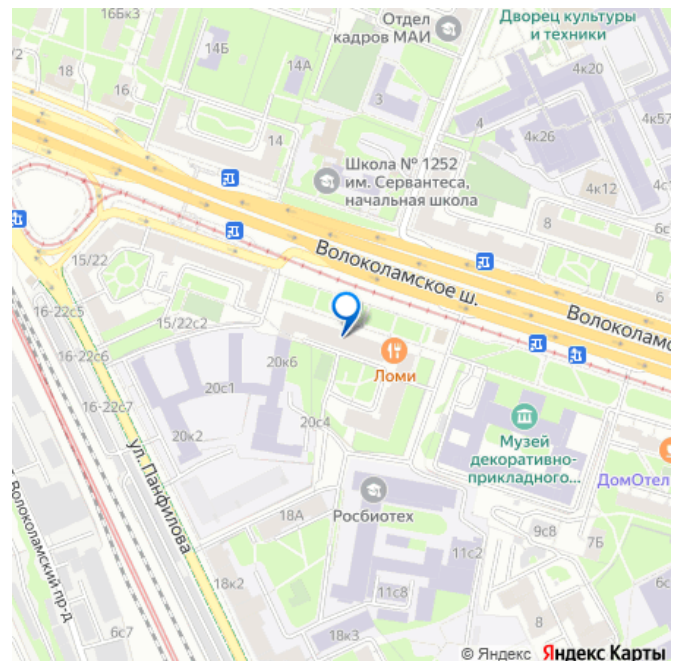 16Бк3
Отдел
кадров МАИ
Дворец культуры
и техники
14Б
14А
18
16
3
4
4к20
4к26
4к57
14
Школа № 1252
им. Сервантеса,
начальная школа
4к12
8
6
15/22
Волоколамское ш.
16-22с5
15/22с2
16-22с6
20к6
Ломи
20с1
16-22с7
20с4
20к2
Музей
декоративно-
прикладного...
ДомОтел
ул. Панфилова
Росбиотех
18А
9с8
7Б
11с2
18к2
11с8
Волоколамский пр-д
6с7
18к3
8
© Яндекс Яндекс Карты